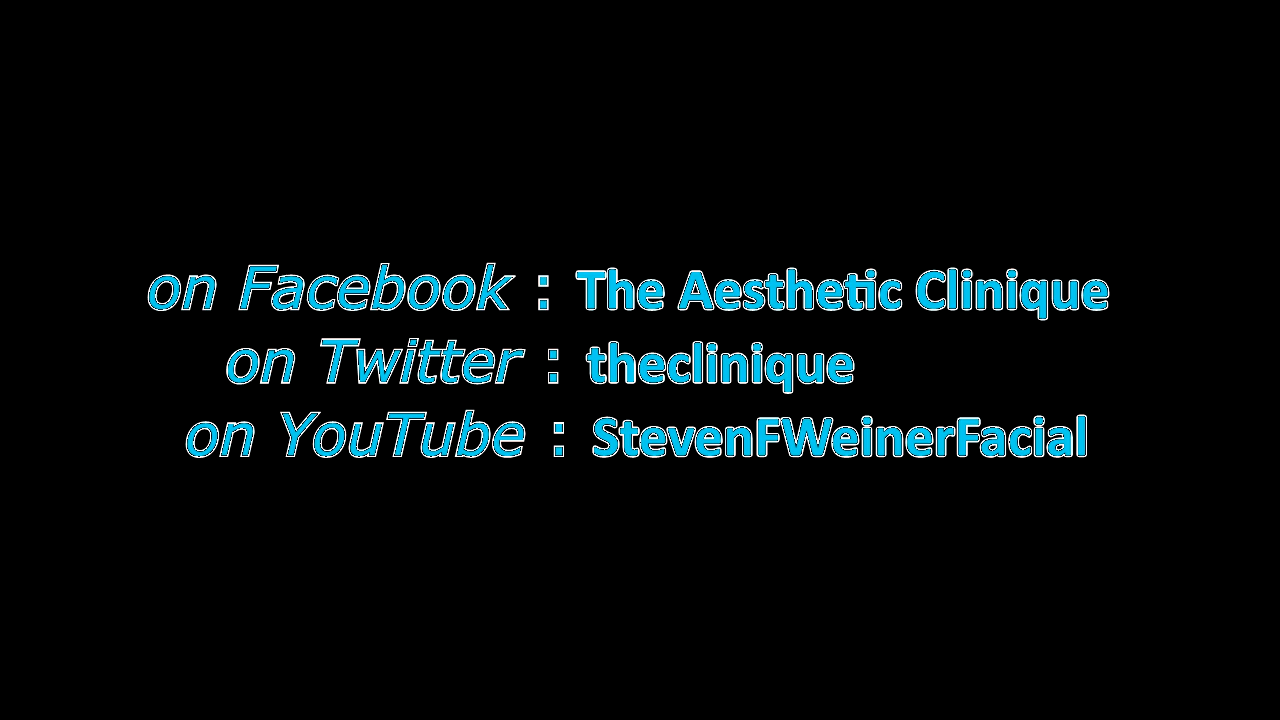 on Facebook : The Aesthetic Clinique
on Twitter : theclinique
on YouTube : StevenFWeinerFacial